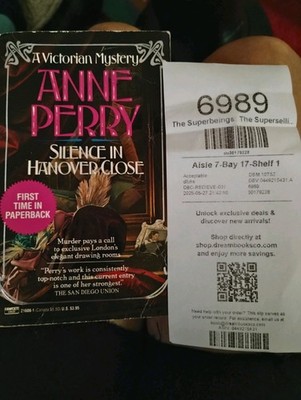 A Victorian Mystery
ANNE
PERRY
SILENCE IN
HANOVER CLOSE
FIRST
TIME IN
PAPERBACK
Murder pays a call
to exclusive London's
elegant drawing rooms.
"Perry's work is consistently
top-notch and this current entry
is one of her strongest."
THE SAN DIEGO UNION
6989
The Superbeings: The Superselli...
Aisle 7-Bay 17-Shelf 1
Acceptable
Unlock exclusive deals &
discover new arrivals!
Shop directly at
shop.dreambooksco.com
and enjoy more savings.